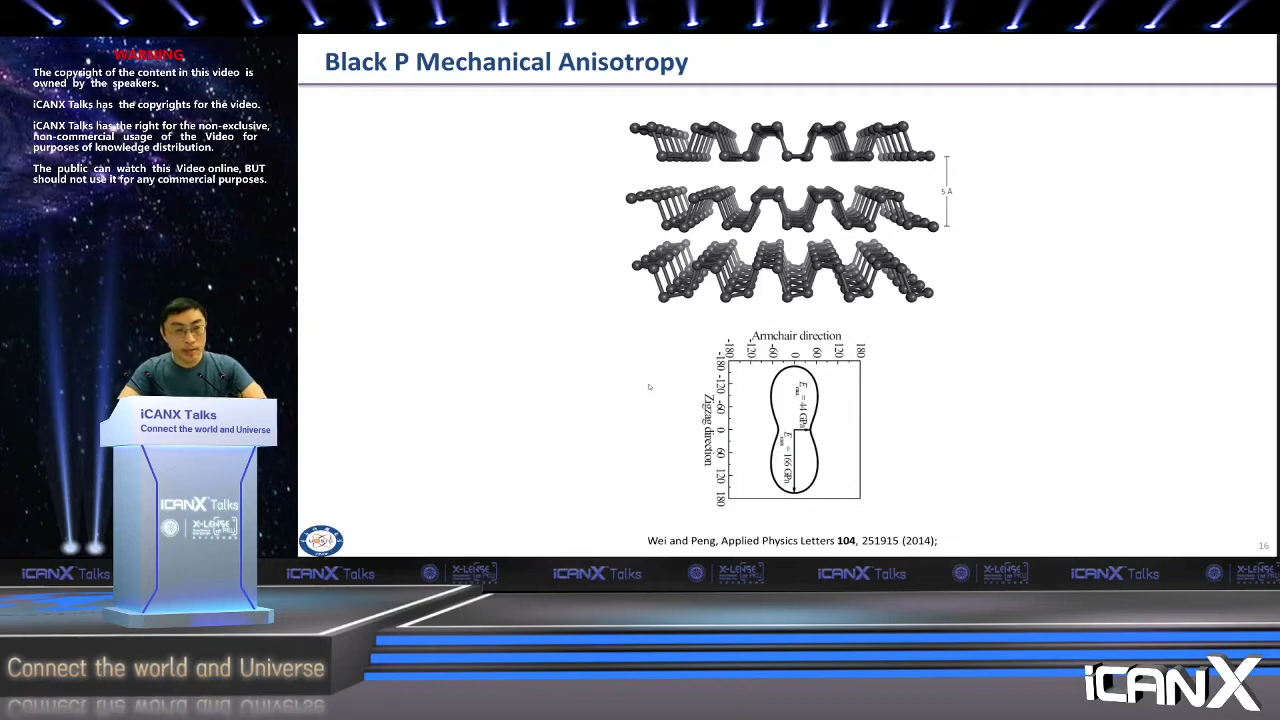 WARNING
The copyright of the content in this video is
owned by the speakers.
iCANX Talks has the copyrights for the video.
iCANX Talks has the right for the non-exclusive,
non-commercial usage of the Video for
purposes of knowledge distribution.
The public can watch this Video online, BUT
should not use it for any commercial purposes.
Black P Mechanical Anisotropy
5 A
Armchair direction
-180 -120 -60 0 60 120 180
Zigzag direction
-180 -120 -60 0 60 120 180
= 44 GPa
= 166 GPa
Wei and Peng, Applied Physics Letters 104, 251915 (2014);
16
iCANX Talks
Connect the world and Universe
iCANX Talks
X-LENSE
iCANX Talks
iCANX Talks
X-LENSE
iCANX Talks
X-LENSE
iCANX Talks
X-LENSE
iCANX Talks
X-LENSE
Connect the world and Universe
iCANX